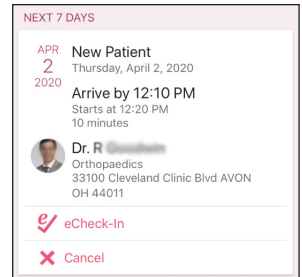 NEXT 7 DAYS
APR
2
2020
New Patient
Thursday, April 2, 2020
Arrive by 12:10 PM
Starts at 12:20 PM
10 minutes
Dr. R
Orthopaedics
33100 Cleveland Clinic Blvd AVON
OH 44011
eCheck-In
Cancel